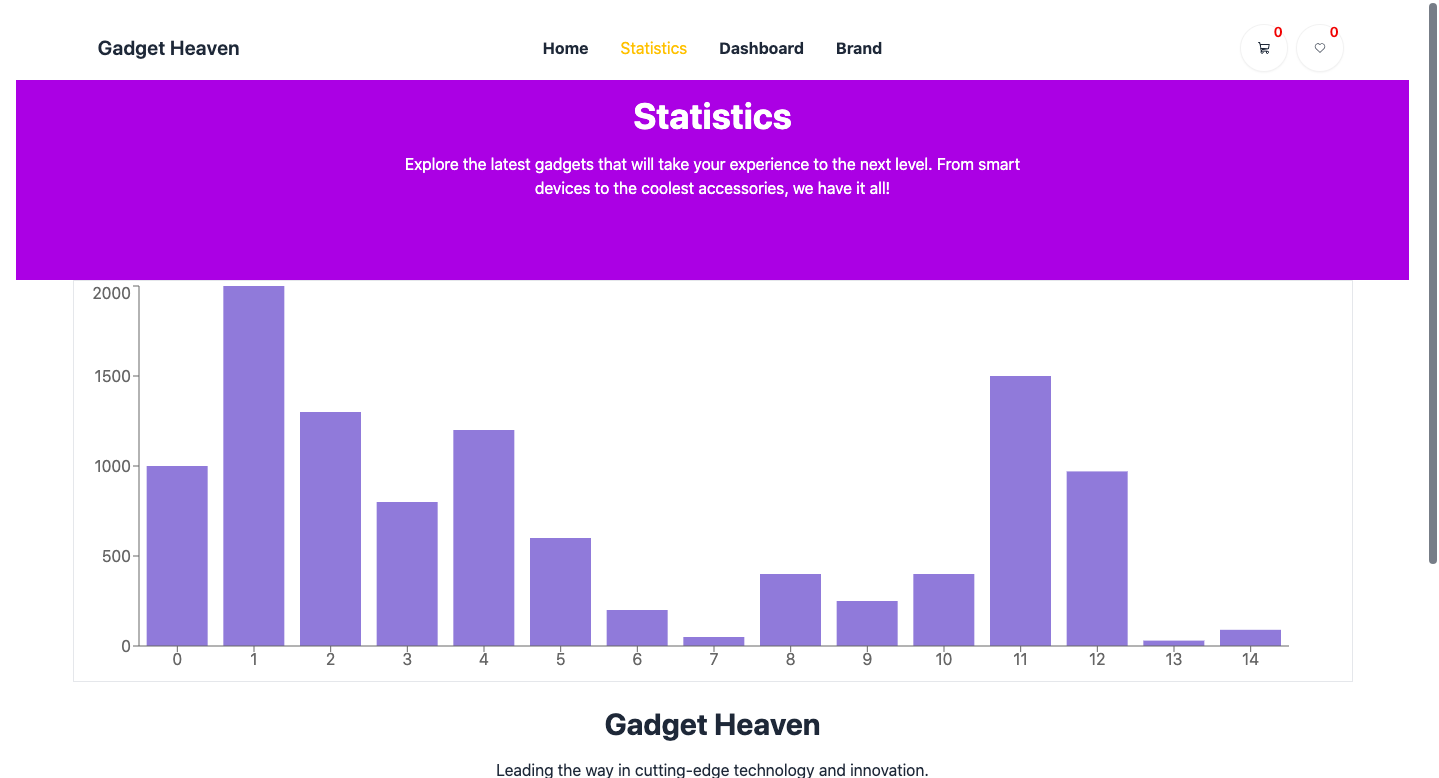 Gadget Heaven
Home Statistics Dashboard Brand
0 0
Statistics
Explore the latest gadgets that will take your experience to the next level. From smart
devices to the coolest accessories, we have it all!
2000
1500
1000
500
0
0 1 2 3 4 5 6 7 8 9 10 11 12 13 14
Gadget Heaven
Leading the way in cutting-edge technology and innovation.